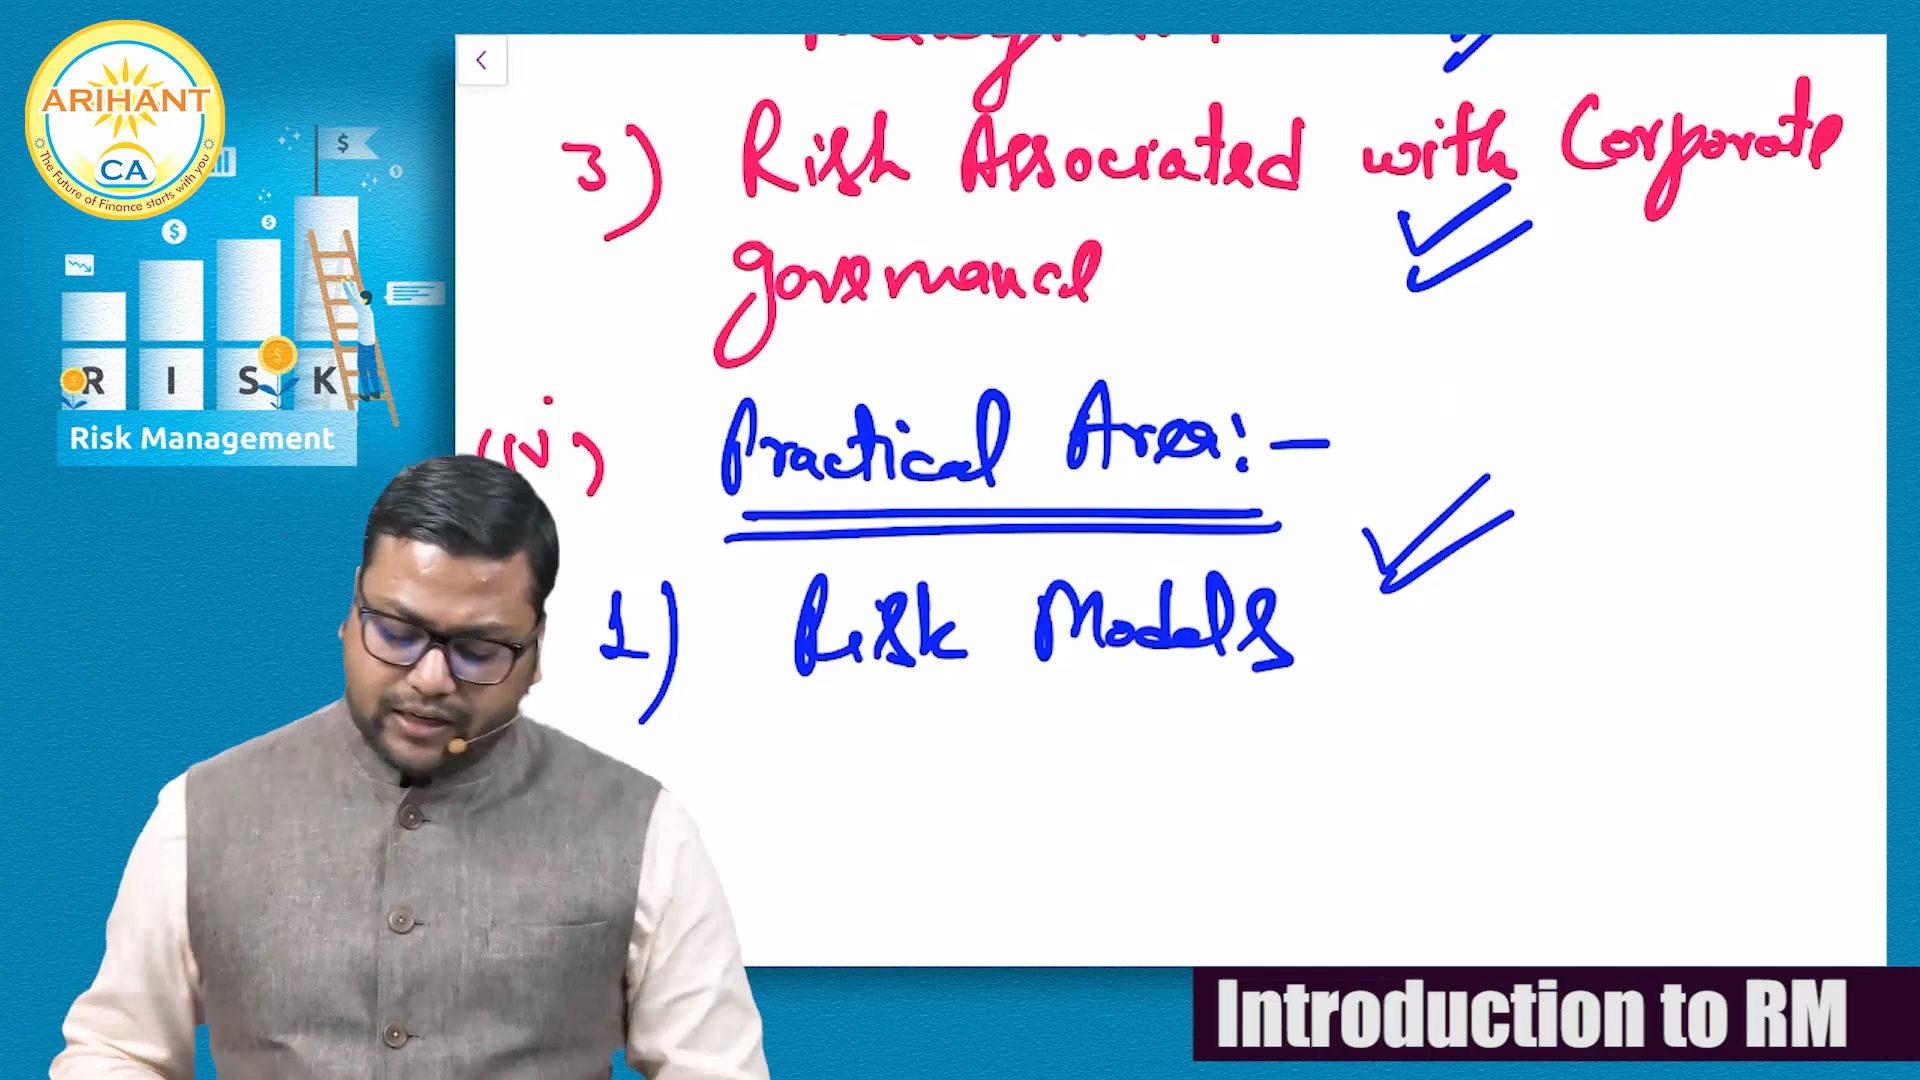 ARIHANT
CA
The Future of Finance starts with you
R I S K
Risk Management
3) Risk Associated with Corporate
governance
(iv) Practical Area:-
1) Risk Models
Introduction to RM